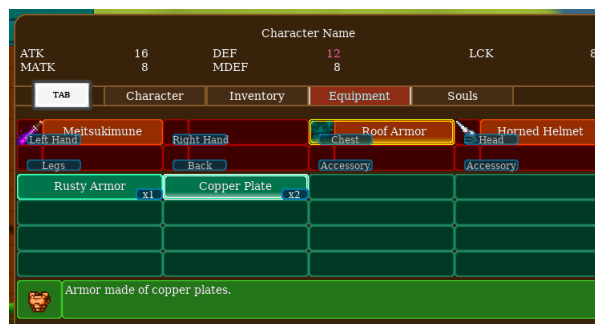 Character Name
ATK 16 DEF 12 LCK 8
MATK 8 MDEF 8
TAB Character Inventory Equipment Souls
Meitsukimune Roof Armor Horned Helmet
Left Hand Right Hand Chest Head
Legs Back Accessory Accessory
Rusty Armor x1 Copper Plate x2
Armor made of copper plates.